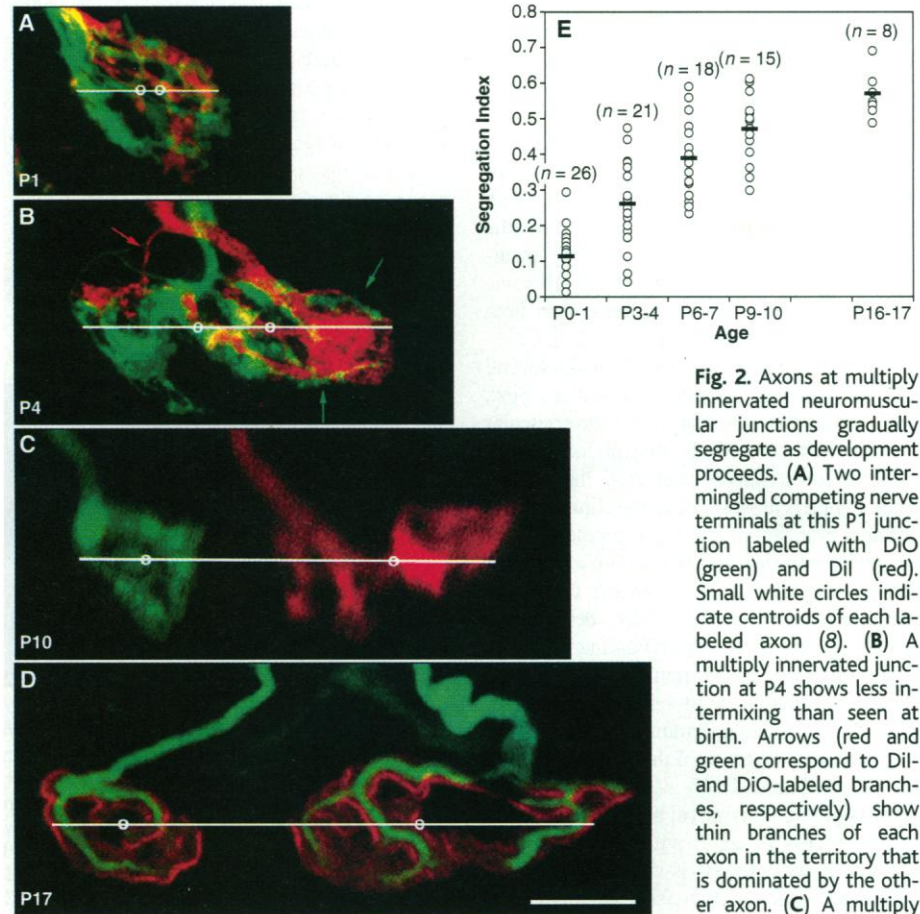 A
P1
B
P4
C
P10
D
P17
E
Segregation Index
0.8
0.7
0.6
0.5
0.4
0.3
0.2
0.1
0
(n = 26)
(n = 21)
(n = 18)
(n = 15)
(n = 8)
P0-1
P3-4
P6-7
P9-10
P16-17
Age
Fig. 2. Axons at multiply
innervated neuromuscu-
lar junctions gradually
segregate as development
proceeds. (A) Two inter-
mingled competing nerve
terminals at this P1 junc-
tion labeled with DiO
(green) and DiI (red).
Small white circles indi-
cate centroids of each la-
beled axon (8). (B) A
multiply innervated junc-
tion at P4 shows less in-
termixing than seen at
birth. Arrows (red and
green correspond to DiI-
and DiO-labeled branch-
es, respectively) show
thin branches of each
axon in the territory that
is dominated by the oth-
er axon. (C) A multiply